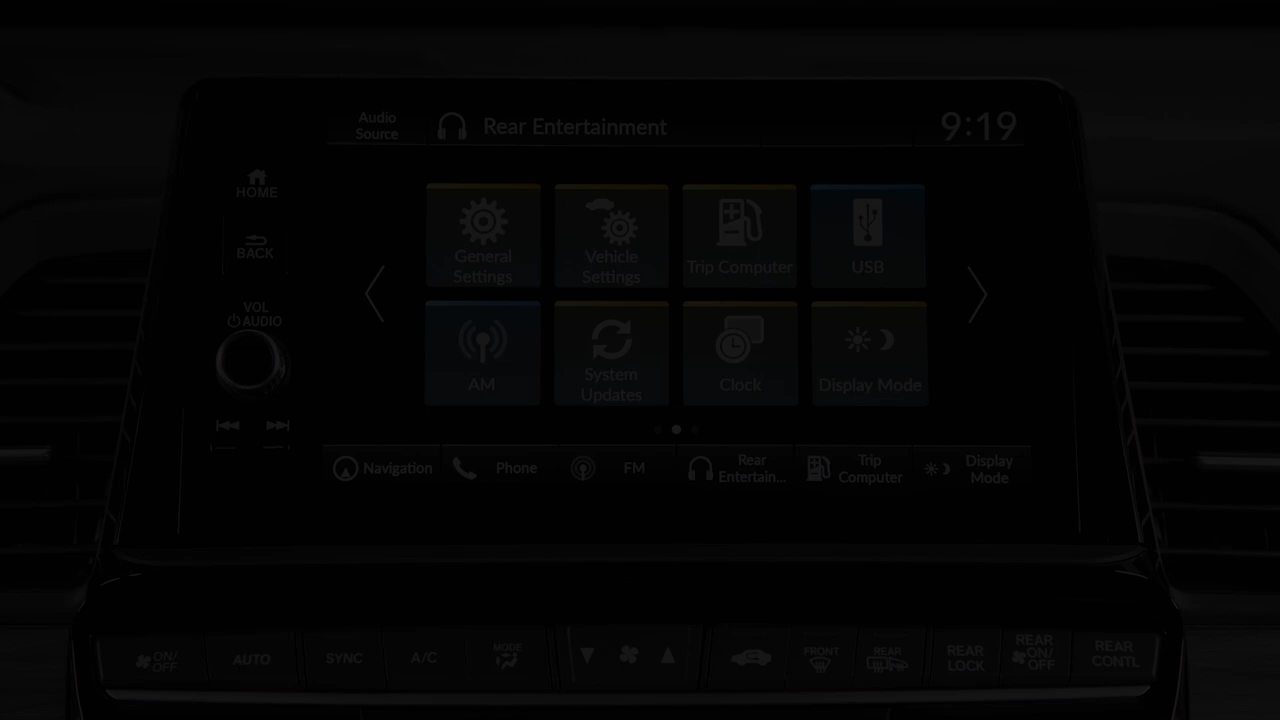 Audio
Source
Rear Entertainment
9:19
HOME
BACK
VOL
AUDIO
General
Settings
Vehicle
Settings
Trip Computer
USB
AM
System
Updates
Clock
Display Mode
Navigation
Phone
FM
Rear
Entertain...
Trip
Computer
Display
Mode
ON/
OFF
AUTO
SYNC
A/C
MODE
FRONT
REAR
REAR
LOCK
REAR
ON/
OFF
REAR
CONTL